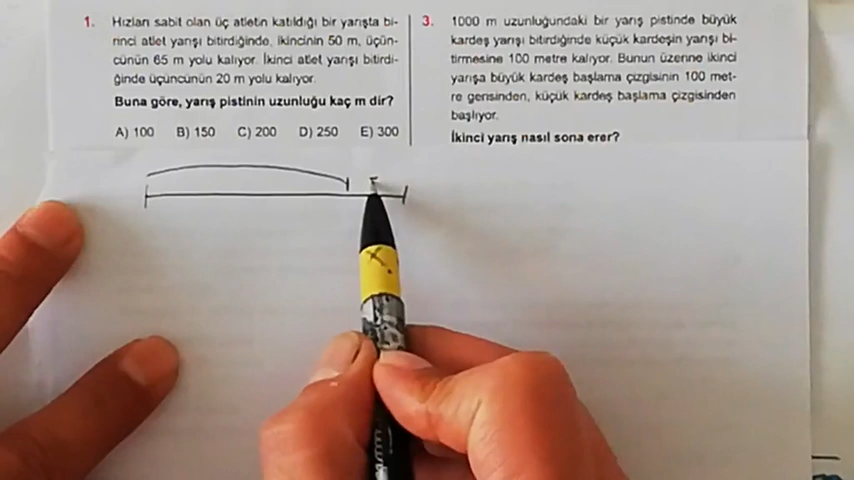 1. Hızları sabit olan üç atletin katıldığı bir yarışta bi-
rinci atlet yarışı bitirdiğinde, ikincinin 50 m, üçün-
cünün 65 m yolu kalıyor. İkinci atlet yarışı bitirdi-
ğinde üçüncünün 20 m yolu kalıyor.
Buna göre, yarış pistinin uzunluğu kaç m dir?
A) 100 B) 150 C) 200 D) 250 E) 300
3. 1000 m uzunluğundaki bir yarış pistinde büyük
kardeş yarışı bitirdiğinde küçük kardeşin yarışı bi-
tirmesine 100 metre kalıyor. Bunun üzerine ikinci
yarışa büyük kardeş başlama çizgisinin 100 met-
re gerisinden, küçük kardeş başlama çizgisinden
başlıyor.
İkinci yarış nasıl sona erer?